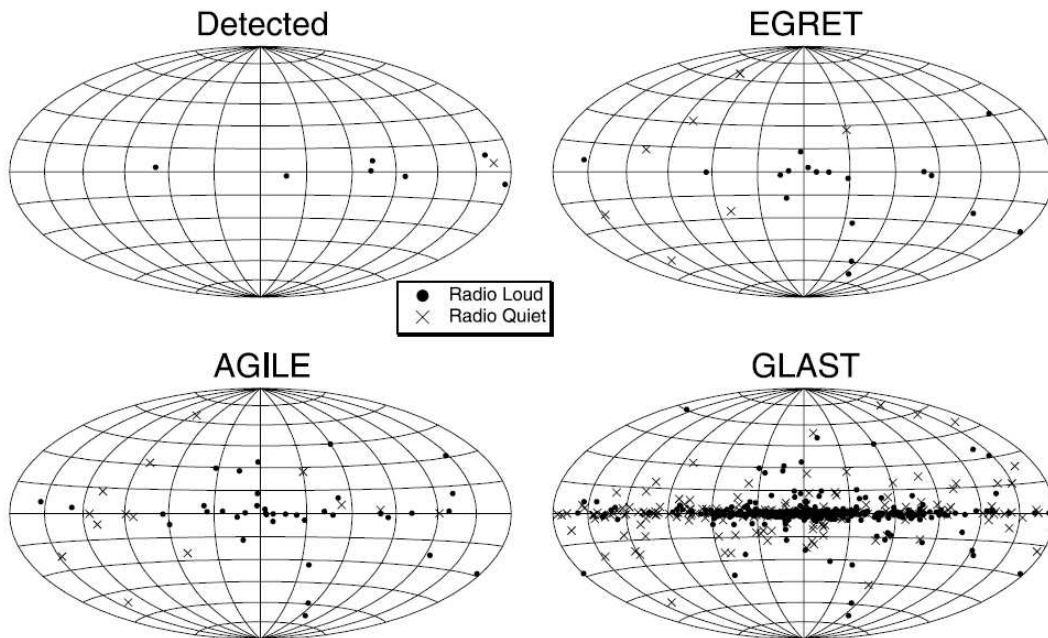 Detected
EGRET
Radio Loud
Radio Quiet
AGILE
GLAST